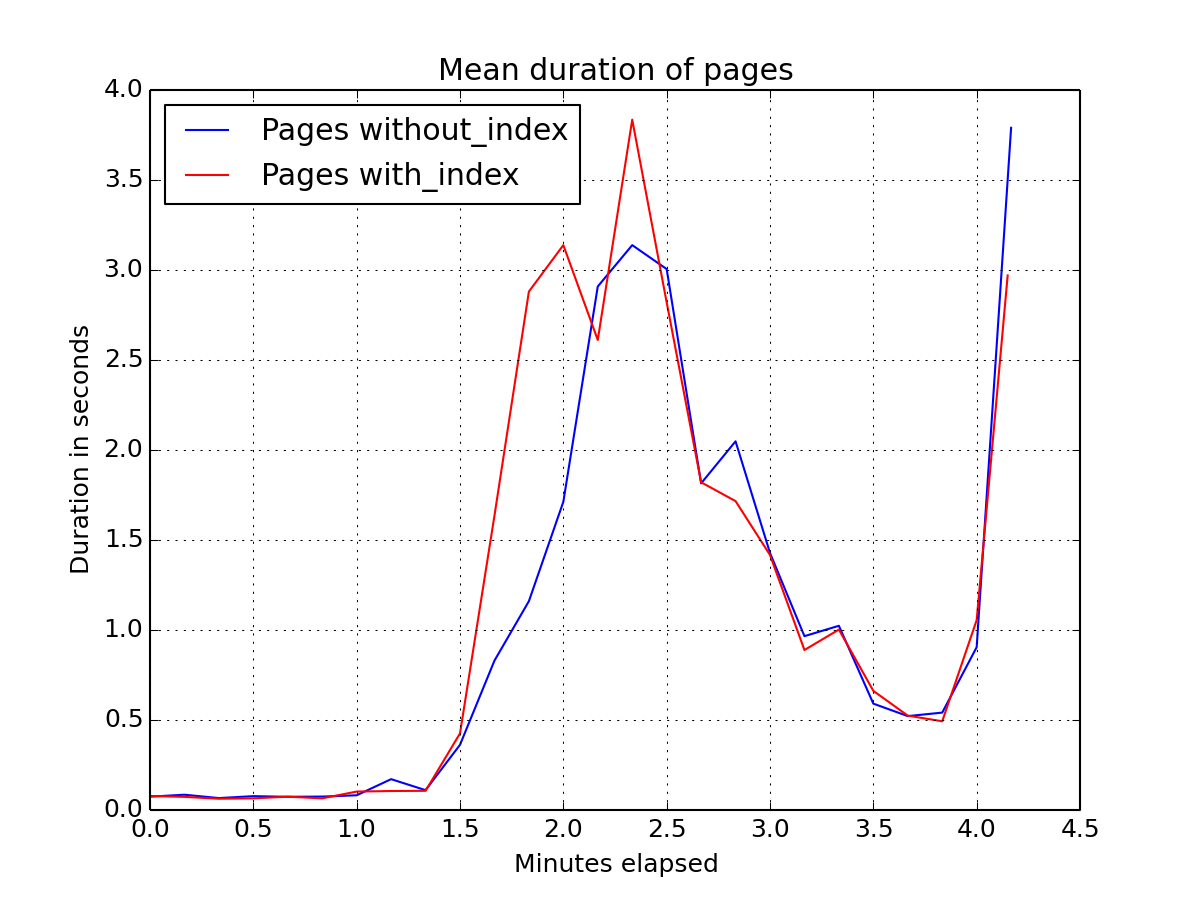 Mean duration of pages
Pages without_index
Pages with_index
4.0
3.5
3.0
2.5
2.0
1.5
1.0
0.5
0.0
Duration in seconds
0.0 0.5 1.0 1.5 2.0 2.5 3.0 3.5 4.0 4.5
Minutes elapsed